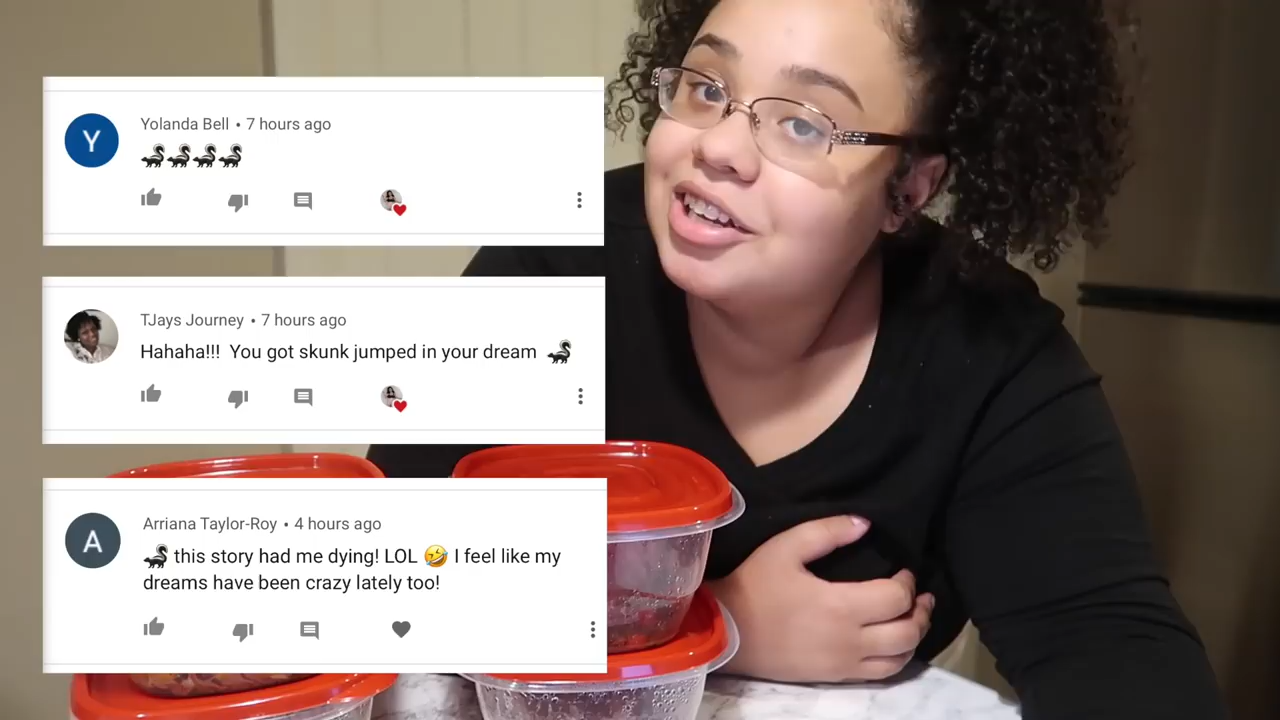 Y
Yolanda Bell • 7 hours ago
🦨🦨🦨🦨
TJays Journey • 7 hours ago
Hahaha!!! You got skunk jumped in your dream 🦨
A
Arriana Taylor-Roy • 4 hours ago
🦨 this story had me dying! LOL 🤣 I feel like my
dreams have been crazy lately too!